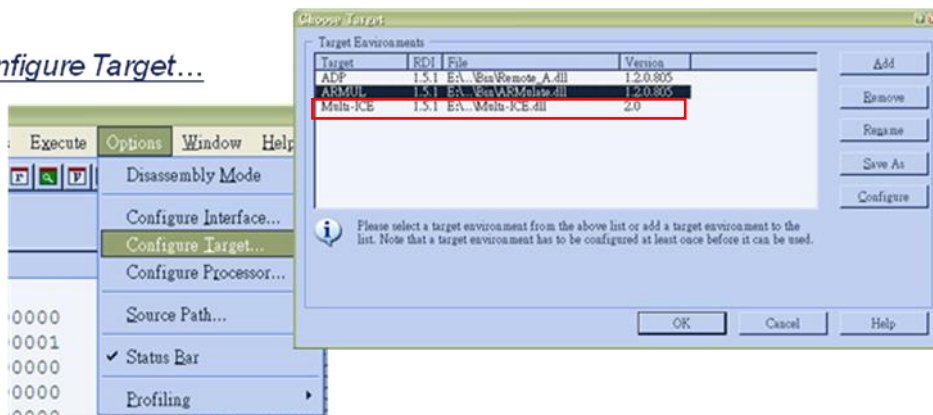 nfigure Target...
Execute Options Window Help
Disassembly Mode
Configure Interface...
Configure Target...
Configure Processor...
Source Path...
✓ Status Bar
Profiling
0000
0001
0000
0000
0000
Choose Target
Target Environments
Target RDI File Version
ADP 1.5.1 E:\...\Bin\Remote_A.dll 1.2.0.805
ARMUL 1.5.1 E:\...\Bin\ARMulate.dll 1.2.0.805
Multi-ICE 1.5.1 E:\...\Multi-ICE.dll 2.0
Add
Remove
Rename
Save As
Configure
Please select a target environment from the above list or add a target environment to the
list. Note that a target environment has to be configured at least once before it can be used.
OK Cancel Help